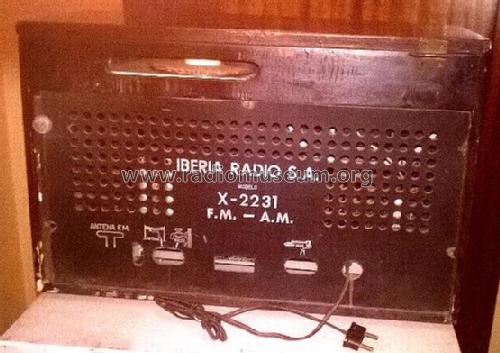 IBERIA RADIO S.A.
www.radiomuseum.org
MODELO
X-2231
F.M. - A.M.
ANTENA F.M.